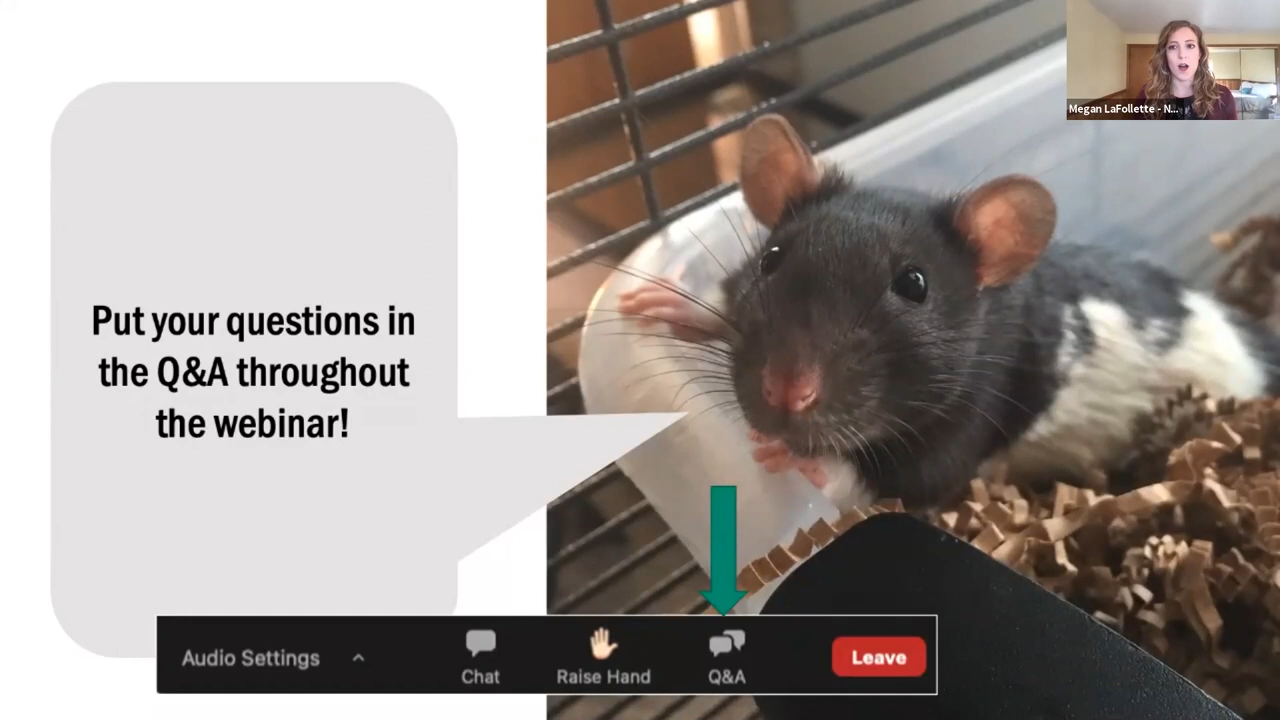 Megan LaFollette - N...
Put your questions in
the Q&A throughout
the webinar!
Audio Settings
Chat
Raise Hand
Q&A
Leave